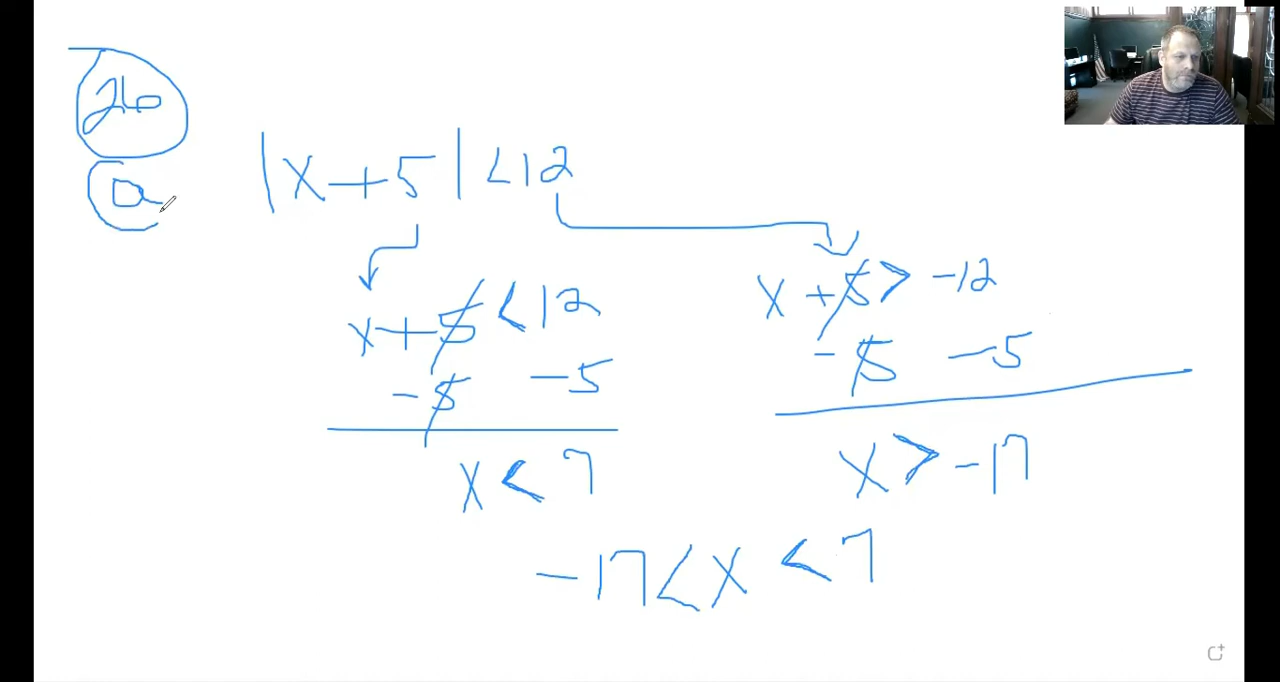 26
a
|x+5| <12
x+5 <12
x +5 > -12
-5 -5
- 5 -5
x < 7
x > -17
-17 < x < 7